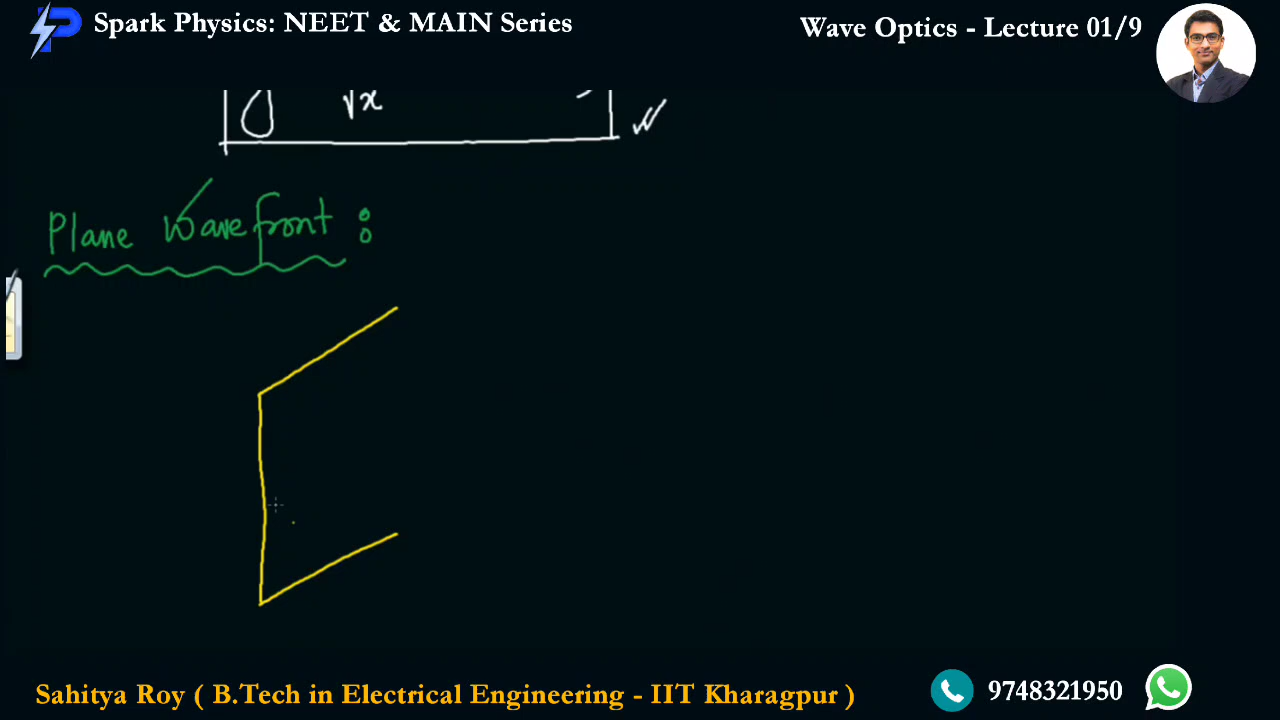 Spark Physics: NEET & MAIN Series
Wave Optics - Lecture 01/9
√x
Plane Wavefront :
Sahitya Roy ( B.Tech in Electrical Engineering - IIT Kharagpur )
9748321950